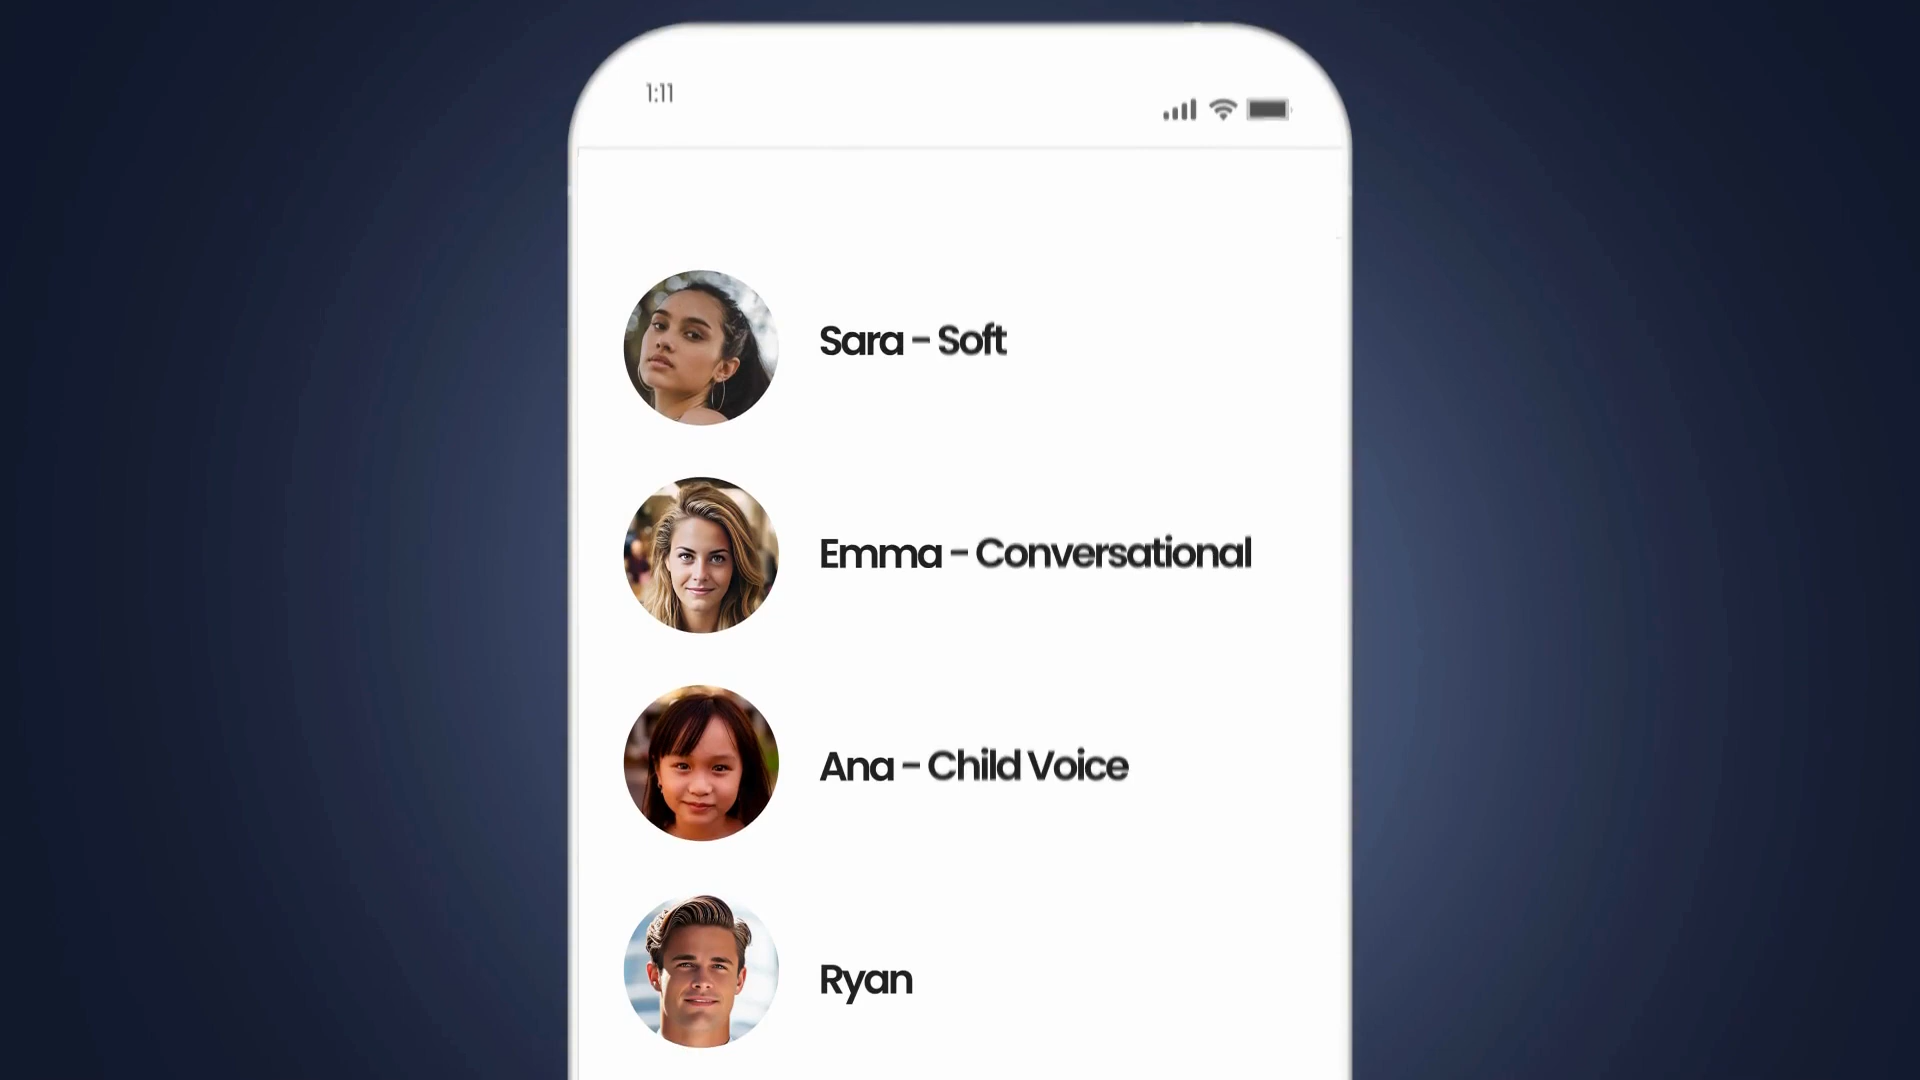 1:11
Sara - Soft
Emma - Conversational
Ana - Child Voice
Ryan